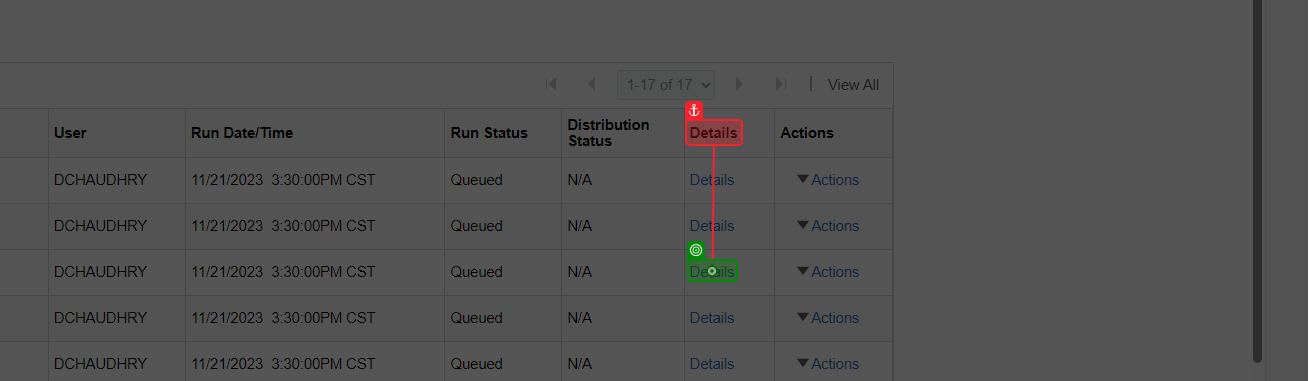 1-17 of 17
View All
User Run Date/Time Run Status Distribution Status Details Actions
DCHAUDHRY 11/21/2023 3:30:00PM CST Queued N/A Details Actions
DCHAUDHRY 11/21/2023 3:30:00PM CST Queued N/A Details Actions
DCHAUDHRY 11/21/2023 3:30:00PM CST Queued N/A Details Actions
DCHAUDHRY 11/21/2023 3:30:00PM CST Queued N/A Details Actions
DCHAUDHRY 11/21/2023 3:30:00PM CST Queued N/A Details Actions